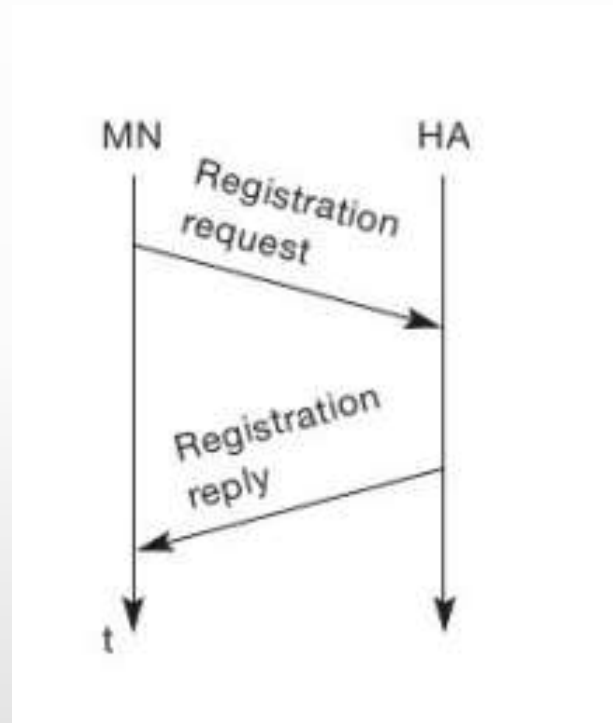 MN
HA
Registration
request
Registration
reply
t